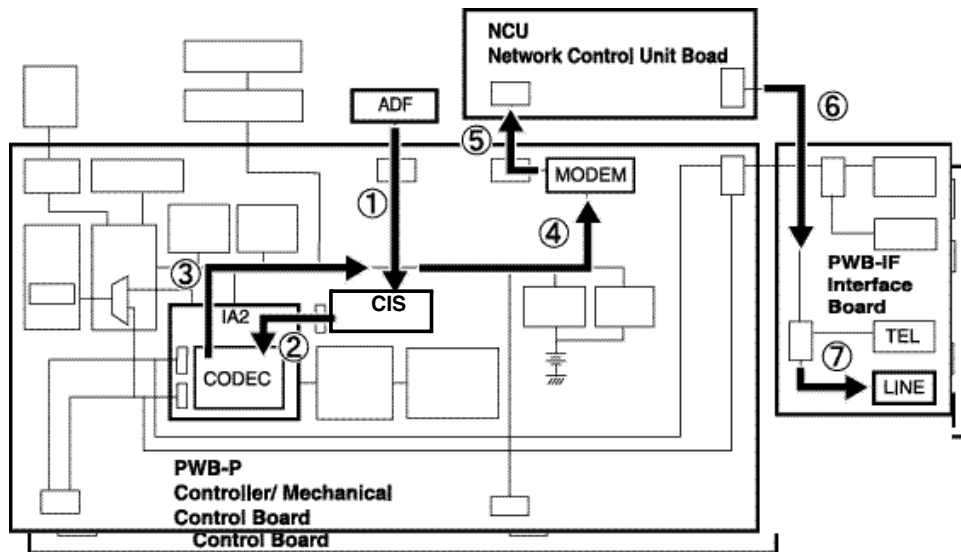 NCU
Network Control Unit Boad
ADF
⑥
⑤
MODEM
①
④
③
PWB-IF
Interface
Board
CIS
IA2
②
TEL
CODEC
⑦
LINE
PWB-P
Controller/ Mechanical
Control Board
Control Board